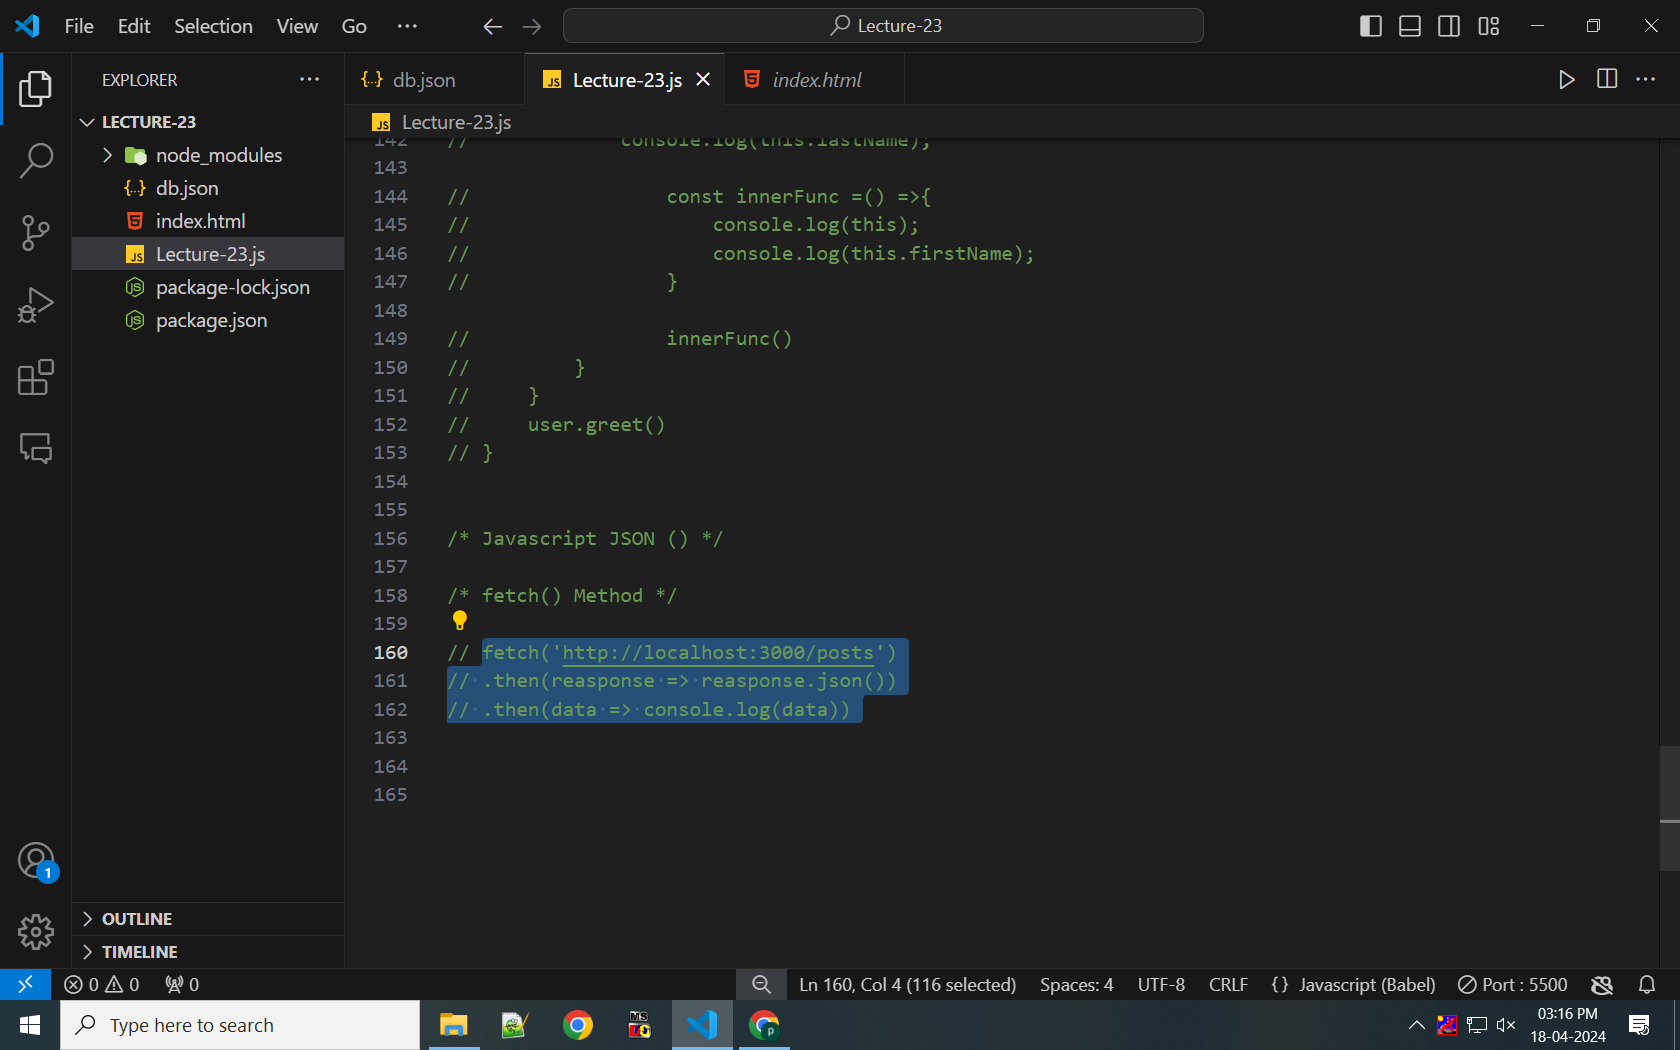 File Edit Selection View Go ···
Lecture-23
EXPLORER ···
db.json
Lecture-23.js
index.html
LECTURE-23
Lecture-23.js
node_modules
db.json
index.html
Lecture-23.js
package-lock.json
package.json
142 // console.log(this.lastName);
143
144 // const innerFunc =() =>{
145 // console.log(this);
146 // console.log(this.firstName);
147 // }
148
149 // innerFunc()
150 // }
151 // }
152 // user.greet()
153 // }
154
155
156 /* Javascript JSON () */
157
158 /* fetch() Method */
159
160 // fetch('http://localhost:3000/posts')
161 // .then(reasponse => reasponse.json())
162 // .then(data => console.log(data))
163
164
165
1
OUTLINE
TIMELINE
0 0 0
Ln 160, Col 4 (116 selected) Spaces: 4 UTF-8 CRLF {} Javascript (Babel) Port : 5500
Type here to search
03:16 PM
18-04-2024